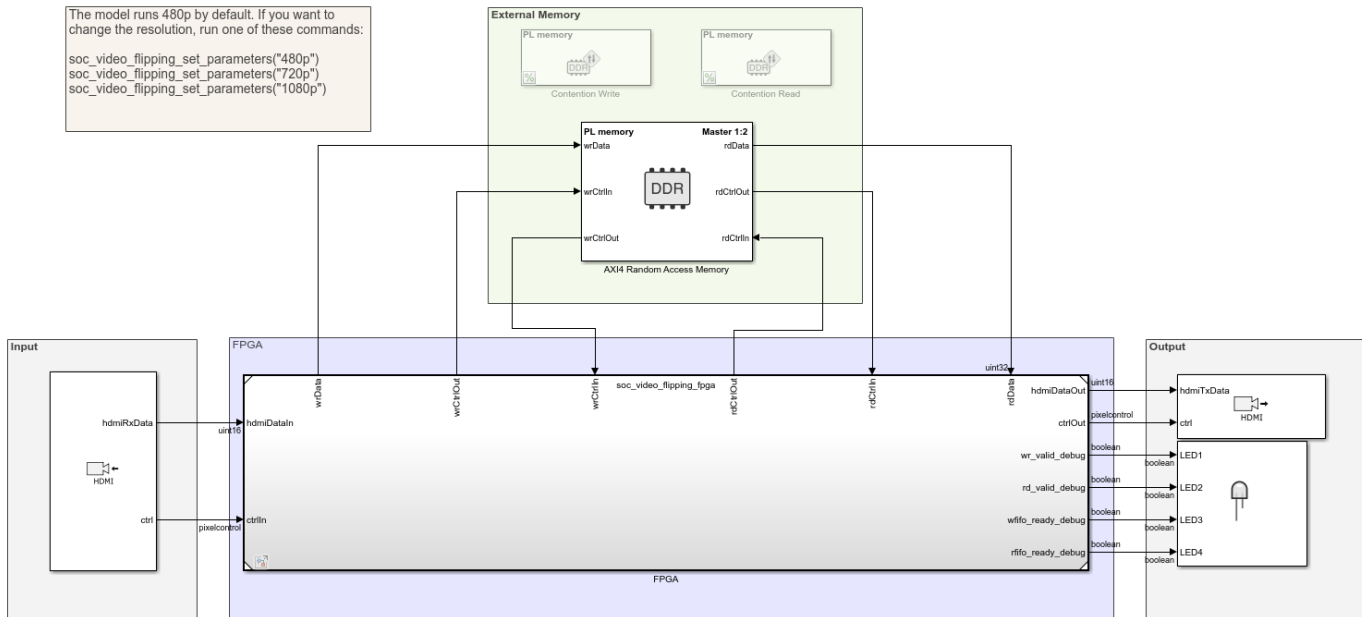 The model runs 480p by default. If you want to
change the resolution, run one of these commands:
soc_video_flipping_set_parameters("480p")
soc_video_flipping_set_parameters("720p")
soc_video_flipping_set_parameters("1080p")
External Memory
PL memory
DDR
Contention Write
PL memory
DDR
Contention Read
PL memory
Master 1:2
wrData
rdData
DDR
wrCtrlIn
rdCtrlOut
wrCtrlOut
rdCtrlIn
AXI4 Random Access Memory
Input
hdmiRxData
HDMI
ctrl
uint16
pixelcontrol
FPGA
wrData
wrCtrlOut
wrCtrlIn
soc_video_flipping_fpga
rdCtrlOut
rdCtrlIn
uint32
rdData
hdmiDataIn
ctrlIn
hdmiDataOut
ctrlOut
wr_valid_debug
rd_valid_debug
wfifo_ready_debug
rfifo_ready_debug
FPGA
uint16
pixelcontrol
boolean
boolean
boolean
boolean
boolean
boolean
boolean
boolean
Output
hdmiTxData
HDMI
ctrl
LED1
LED2
LED3
LED4